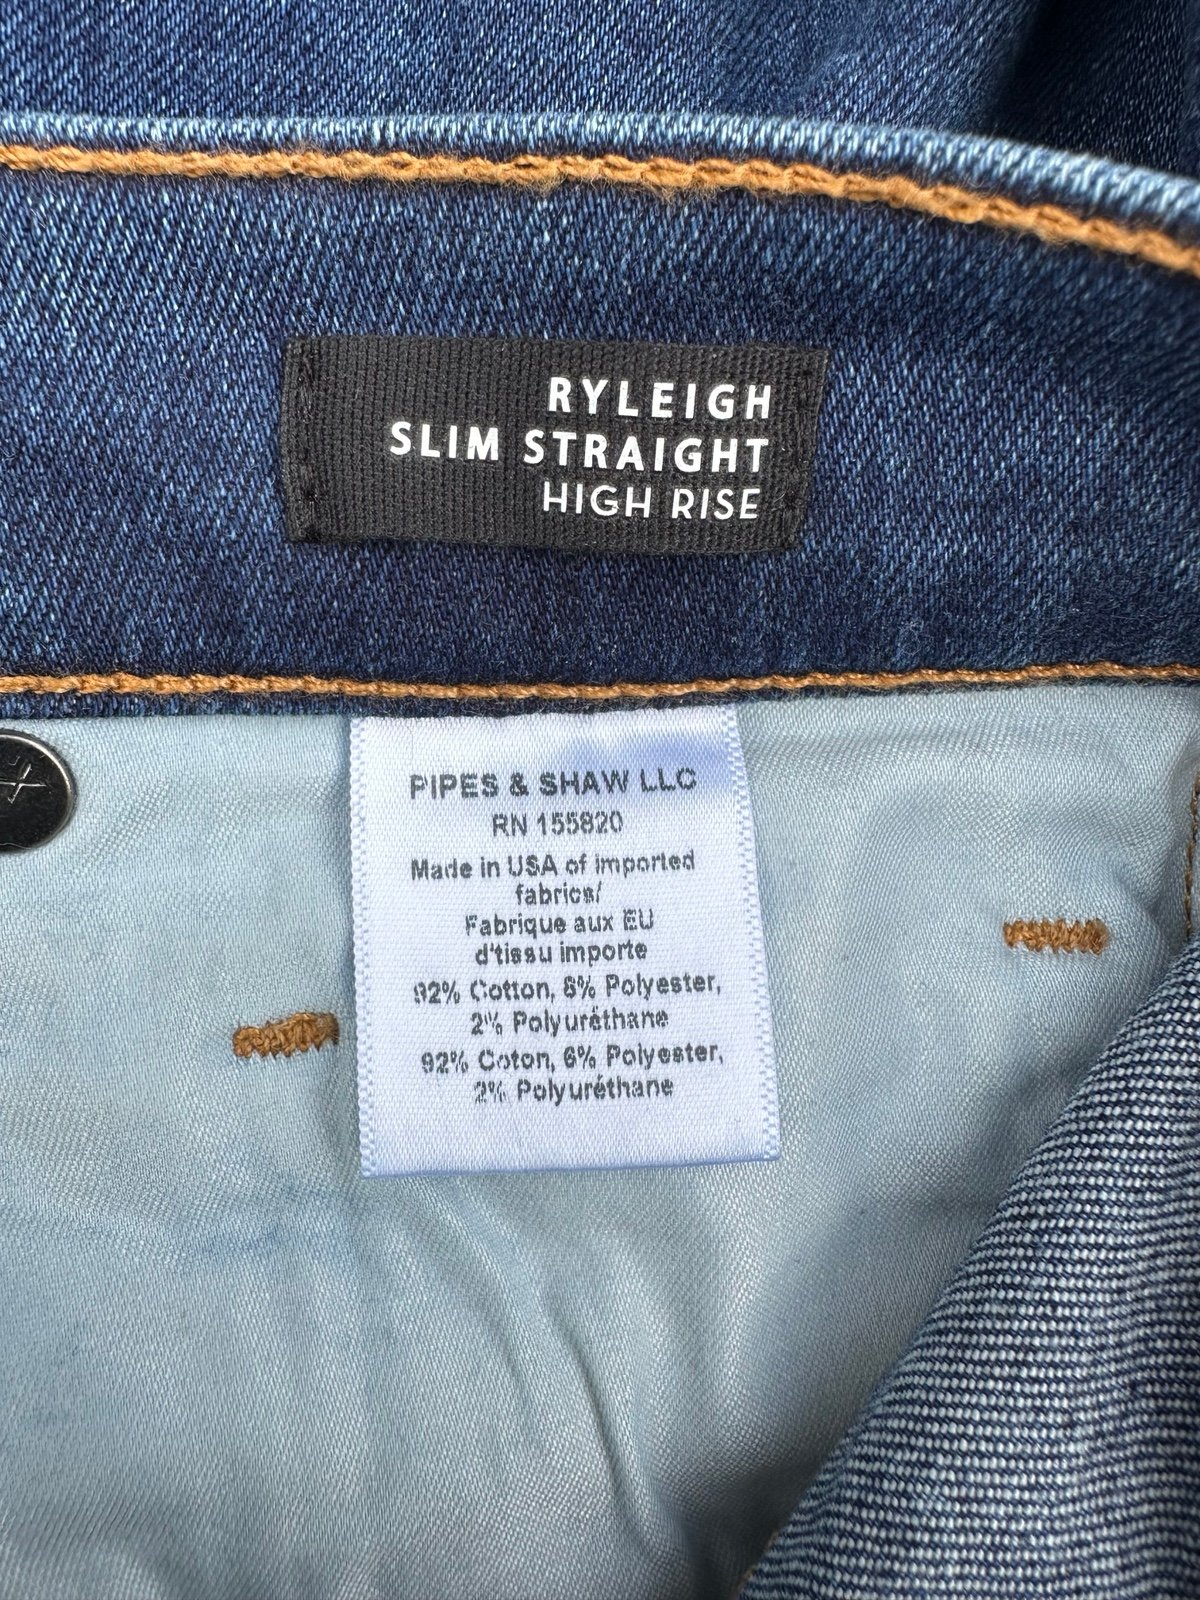 RYLEIGH
SLIM STRAIGHT
HIGH RISE
PIPES & SHAW LLC
RN 155820
Made in USA of imported
fabrics/
Fabrique aux EU
d'tissu importe
92% Cotton, 6% Polyester,
2% Polyuréthane
92% Coton, 6% Polyester,
2% Polyuréthane